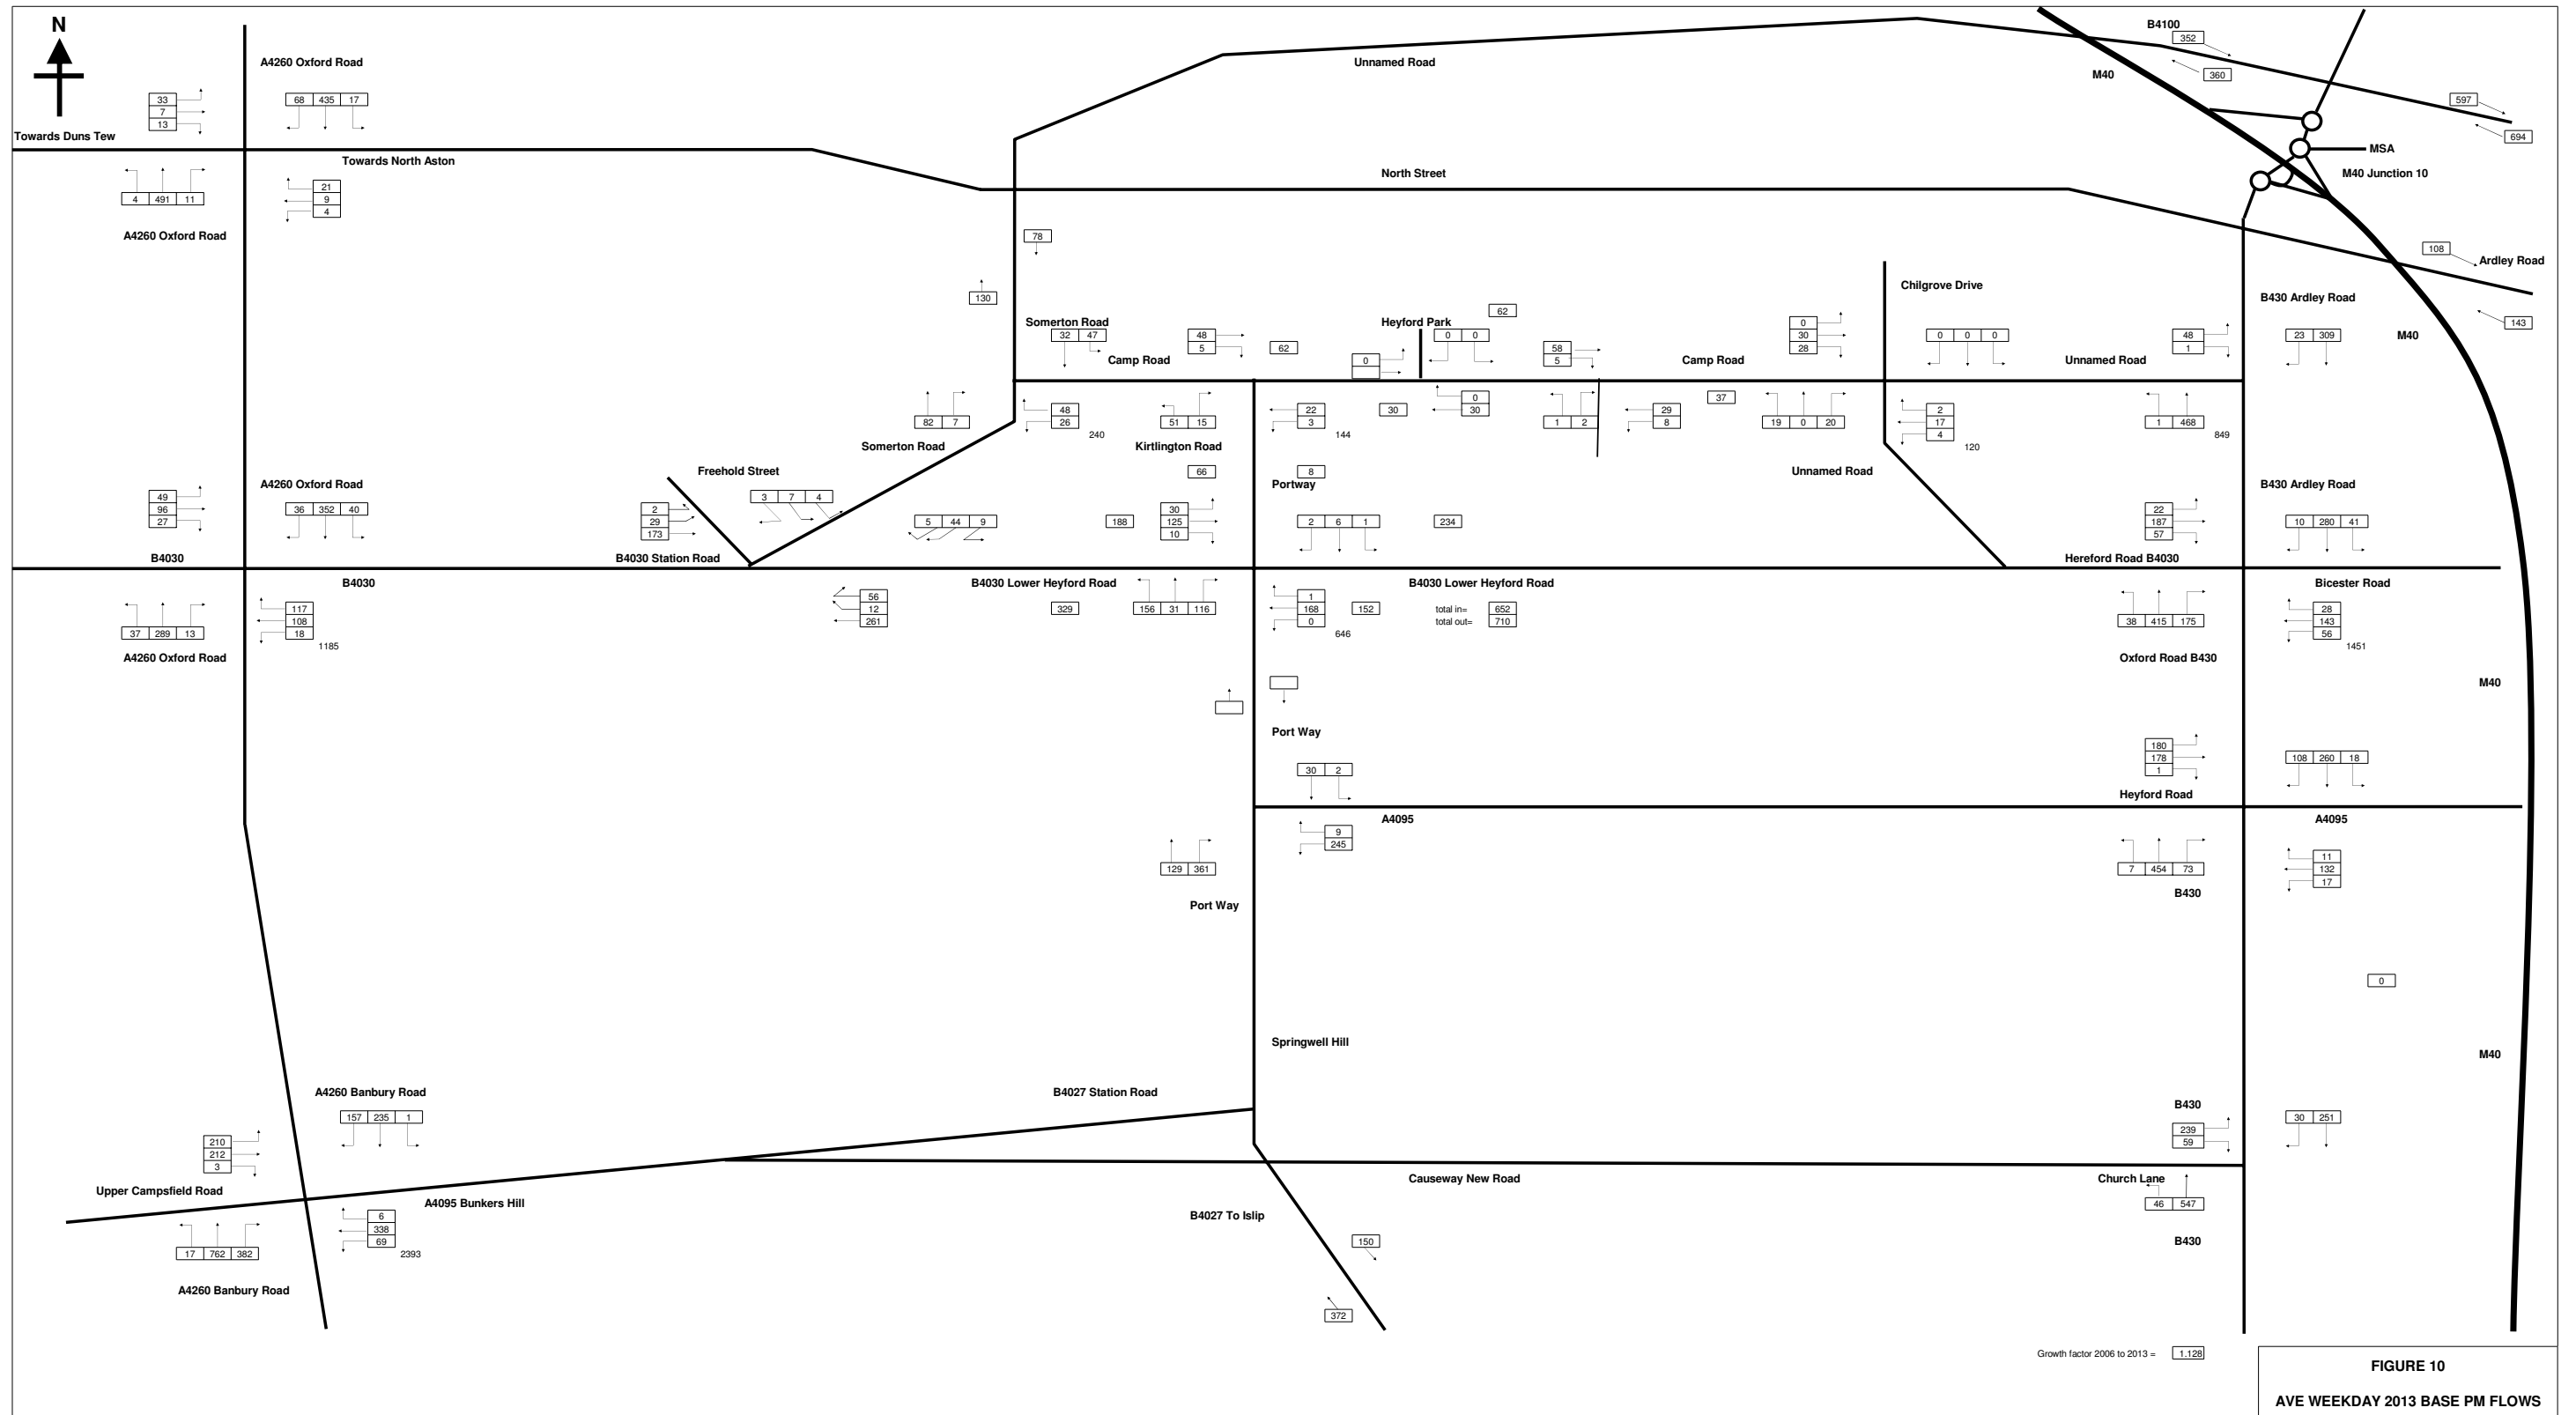 N
B4100
352
A4260 Oxford Road
Unnamed Road
M40
360
33
7
13
68 435 17
597
Towards Duns Tew
694
MSA
Towards North Aston
North Street
M40 Junction 10
4 491 11
21
9
4
A4260 Oxford Road
78
108
Ardley Road
Chilgrove Drive
130
B430 Ardley Road
62
Somerton Road
Heyford Park
0
30
28
143
32 47
48
5
62
0 0
58
5
0 0 0
48
1
23 309
M40
Camp Road
0
Camp Road
Unnamed Road
82 7
48
26
240
51 15
22
3
144
30
0
30
1 2
29
8
37
19 0 20
2
17
4
120
1 468
849
Somerton Road
Kirtlington Road
Freehold Street
66
8
Unnamed Road
A4260 Oxford Road
Portway
B430 Ardley Road
49
96
27
36 352 40
2
29
173
3 7 4
5 44 9
188
30
125
10
2 6 1
234
22
187
57
10 280 41
B4030
B4030 Station Road
Hereford Road B4030
B4030
B4030 Lower Heyford Road
B4030 Lower Heyford Road
Bicester Road
37 289 13
117
108
18
1185
56
12
261
329
156 31 116
1
168
0
646
152
total in= 652
total out= 710
38 415 175
28
143
56
1451
A4260 Oxford Road
Oxford Road B430
M40
Port Way
30 2
180
178
1
108 260 18
Heyford Road
A4095
A4095
9
245
129 361
7 454 73
11
132
17
Port Way
B430
0
Springwell Hill
M40
A4260 Banbury Road
B4027 Station Road
157 235 1
B430
30 251
210
212
3
239
59
Upper Campsfield Road
A4095 Bunkers Hill
Causeway New Road
Church Lane
46 547
17 762 382
6
338
69
2393
B4027 To Islip
150
B430
A4260 Banbury Road
372
Growth factor 2006 to 2013 = 1.128
FIGURE 10
AVE WEEKDAY 2013 BASE PM FLOWS